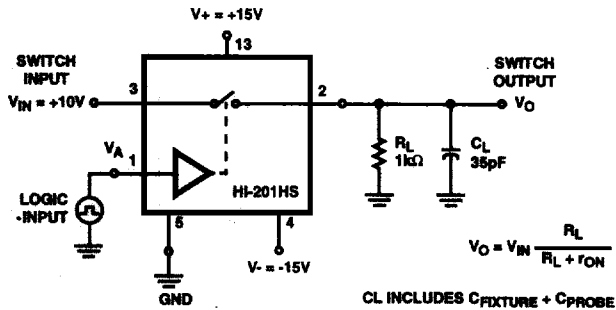 V+ = +15V
13
SWITCH
INPUT
SWITCH
OUTPUT
VIN = +10V
3
2
VO
VA
1
RL
1kΩ
CL
35pF
HI-201HS
LOGIC
-INPUT
5
4
V- = -15V
GND
VO = VIN RL / RL + rON
CL INCLUDES CFIXTURE + CPROBE